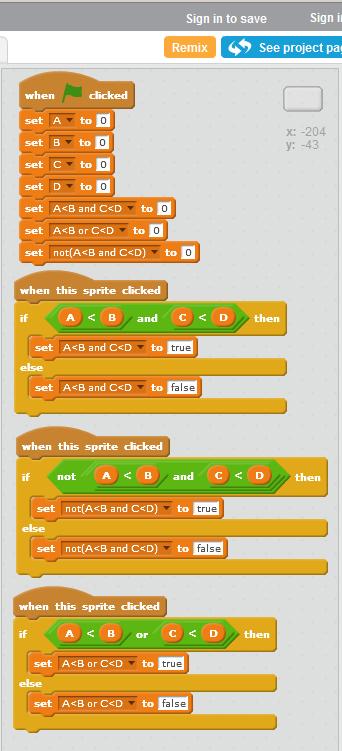 Sign in to save Sign i
Remix See project pag
when clicked
set A to 0
set B to 0
set C to 0
set D to 0
set A<B and C<D to 0
set A<B or C<D to 0
set not(A<B and C<D) to 0
x: -204
y: -43
when this sprite clicked
if A < B and C < D then
set A<B and C<D to true
else
set A<B and C<D to false
when this sprite clicked
if not A < B and C < D then
set not(A<B and C<D) to true
else
set not(A<B and C<D) to false
when this sprite clicked
if A < B or C < D then
set A<B or C<D to true
else
set A<B or C<D to false